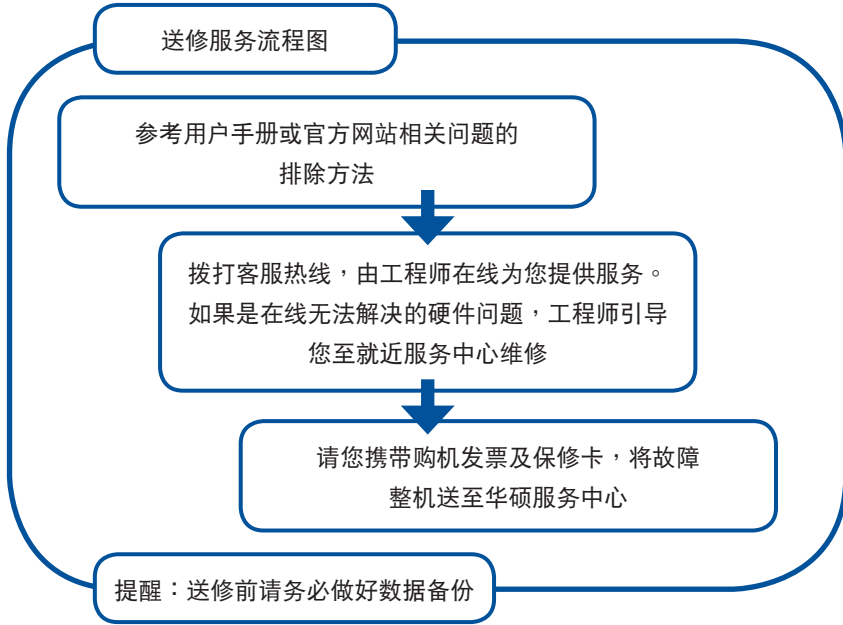 送修服务流程图
参考用户手册或官方网站相关问题的
排除方法
拨打客服热线，由工程师在线为您提供服务。
如果是在线无法解决的硬件问题，工程师引导
您至就近服务中心维修
请您携带购机发票及保修卡，将故障
整机送至华硕服务中心
提醒：送修前请务必做好数据备份